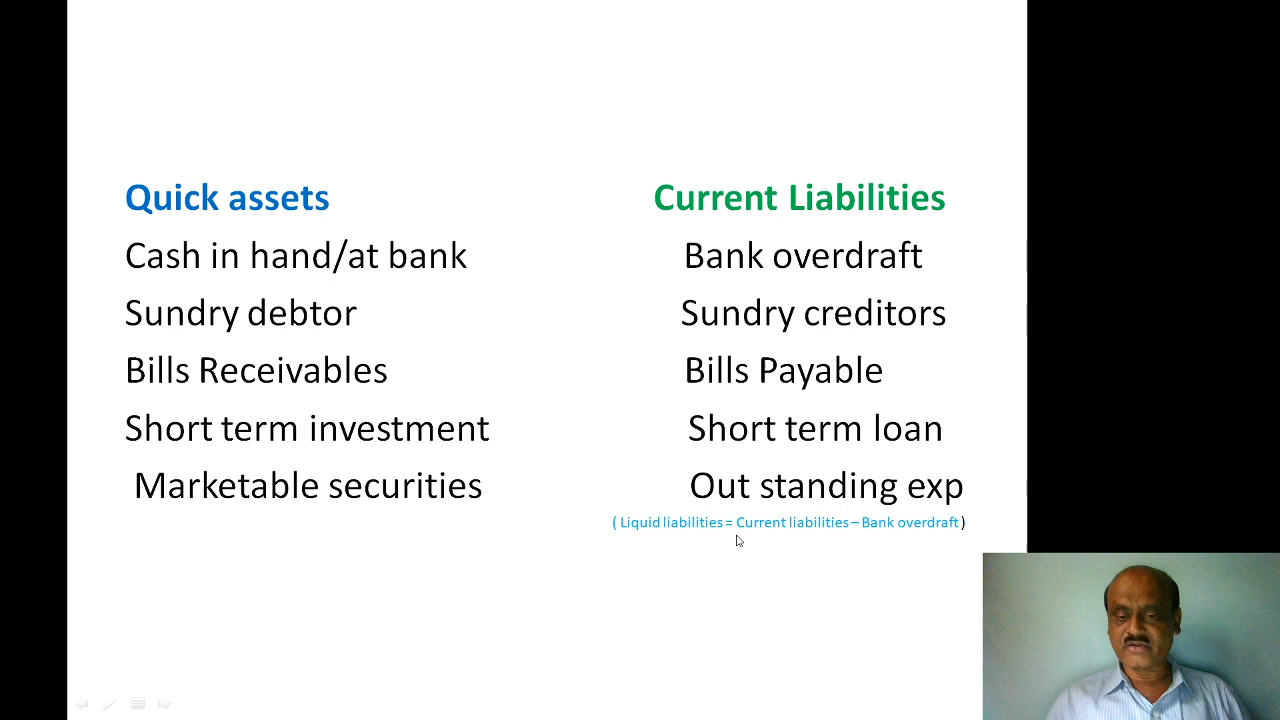 Quick assets
Current Liabilities
Cash in hand/at bank
Bank overdraft
Sundry debtor
Sundry creditors
Bills Receivables
Bills Payable
Short term investment
Short term loan
Marketable securities
Out standing exp
( Liquid liabilities = Current liabilities – Bank overdraft )